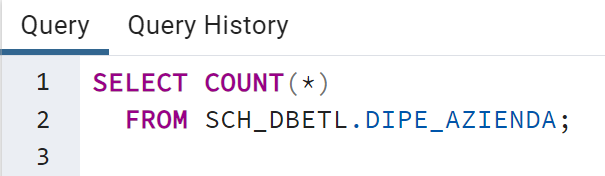 Query Query History
1 SELECT COUNT(*)
2 FROM SCH_DBETL.DIPE_AZIENDA;
3